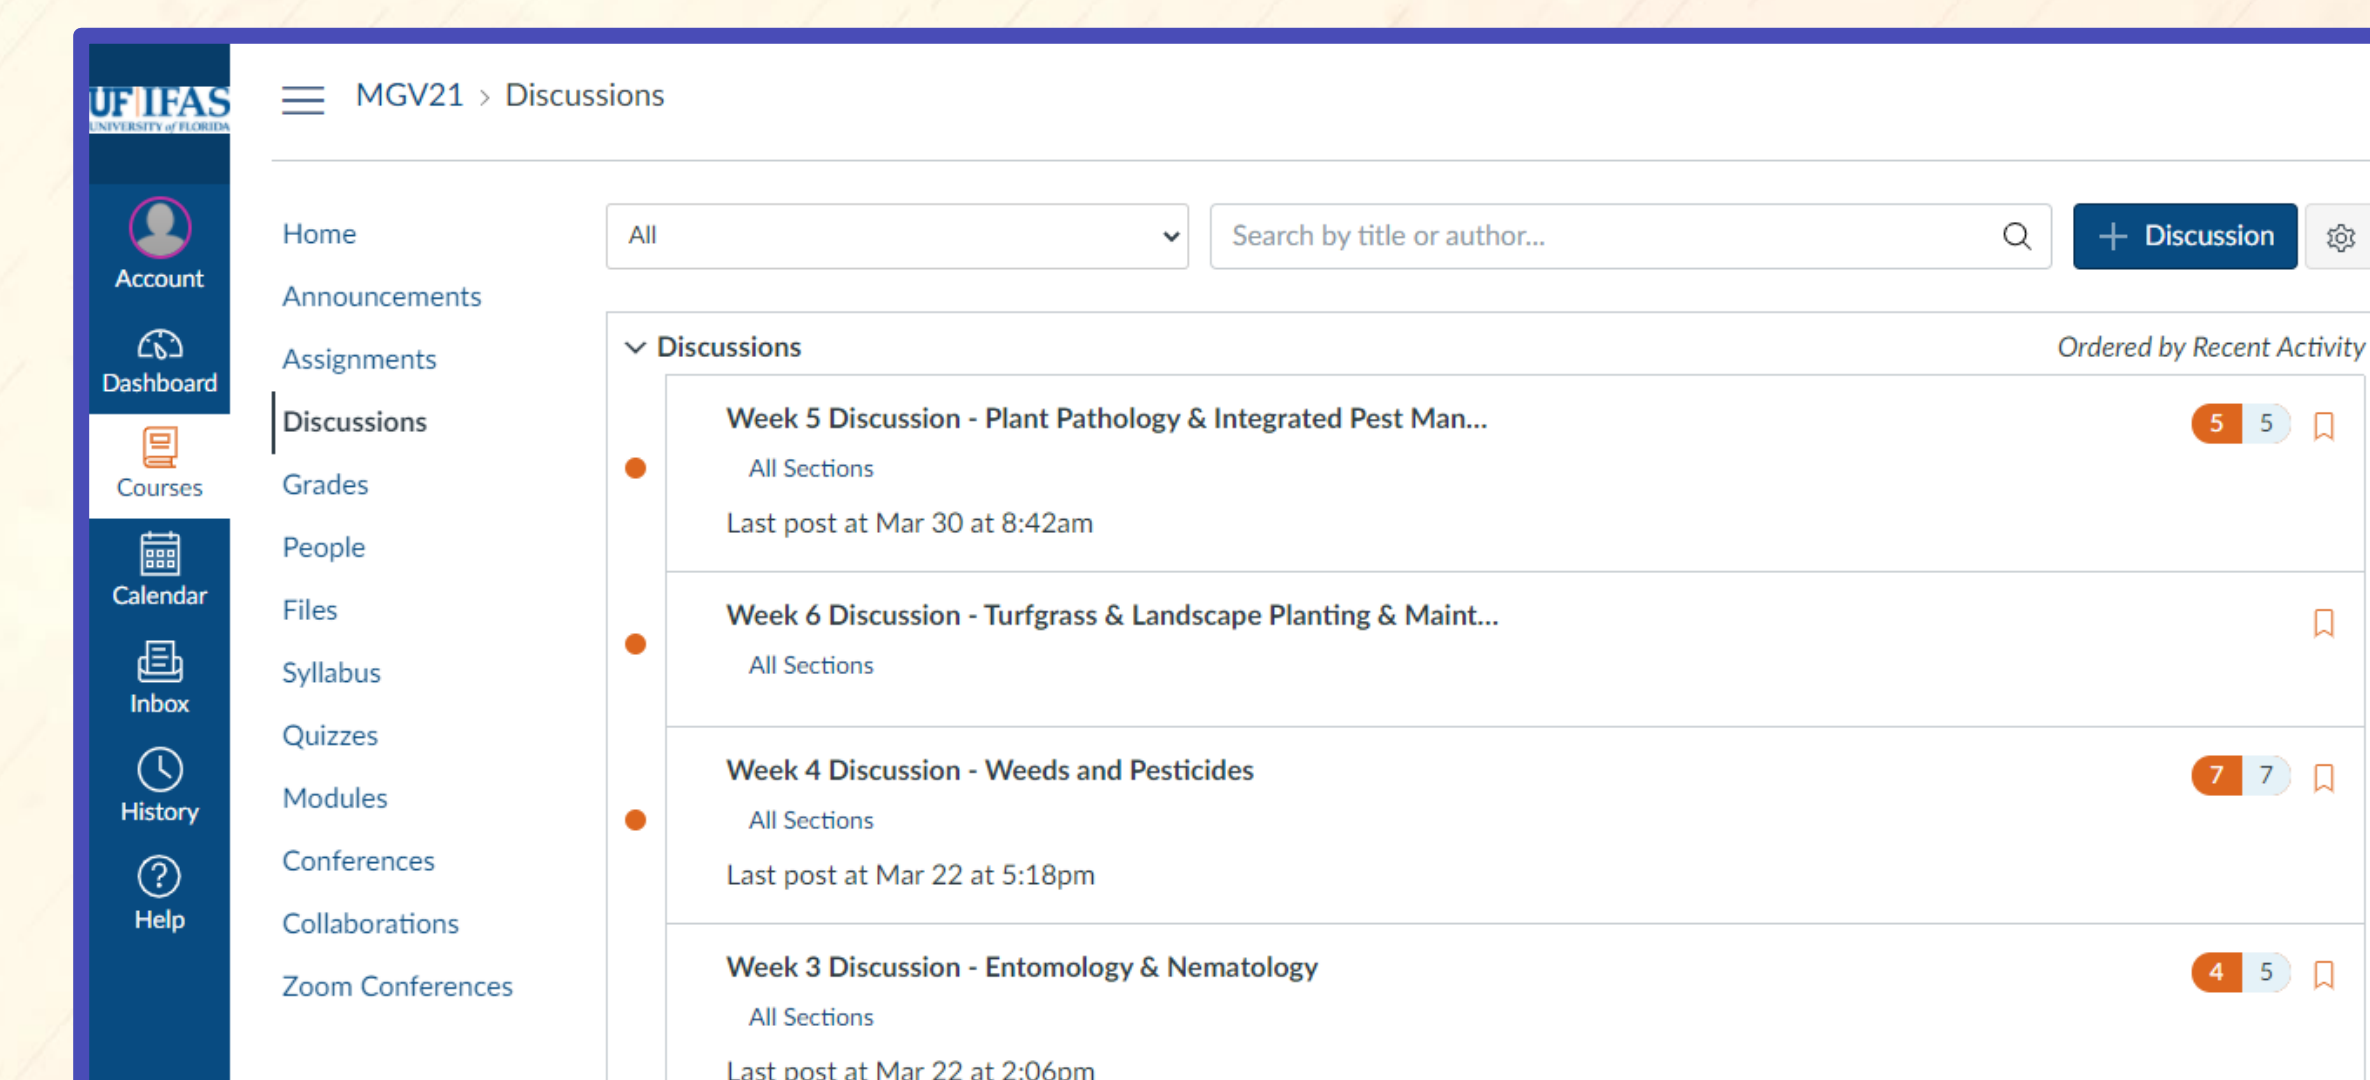 UF IFAS
UNIVERSITY of FLORIDA
MGV21 > Discussions
Account
Dashboard
Courses
Calendar
Inbox
History
Help
Home
Announcements
Assignments
Discussions
Grades
People
Files
Syllabus
Quizzes
Modules
Conferences
Collaborations
Zoom Conferences
All
Search by title or author...
+ Discussion
Discussions
Ordered by Recent Activity
Week 5 Discussion - Plant Pathology & Integrated Pest Man...
5 5
All Sections
Last post at Mar 30 at 8:42am
Week 6 Discussion - Turfgrass & Landscape Planting & Maint...
All Sections
Week 4 Discussion - Weeds and Pesticides
7 7
All Sections
Last post at Mar 22 at 5:18pm
Week 3 Discussion - Entomology & Nematology
4 5
All Sections
Last post at Mar 22 at 2:06pm